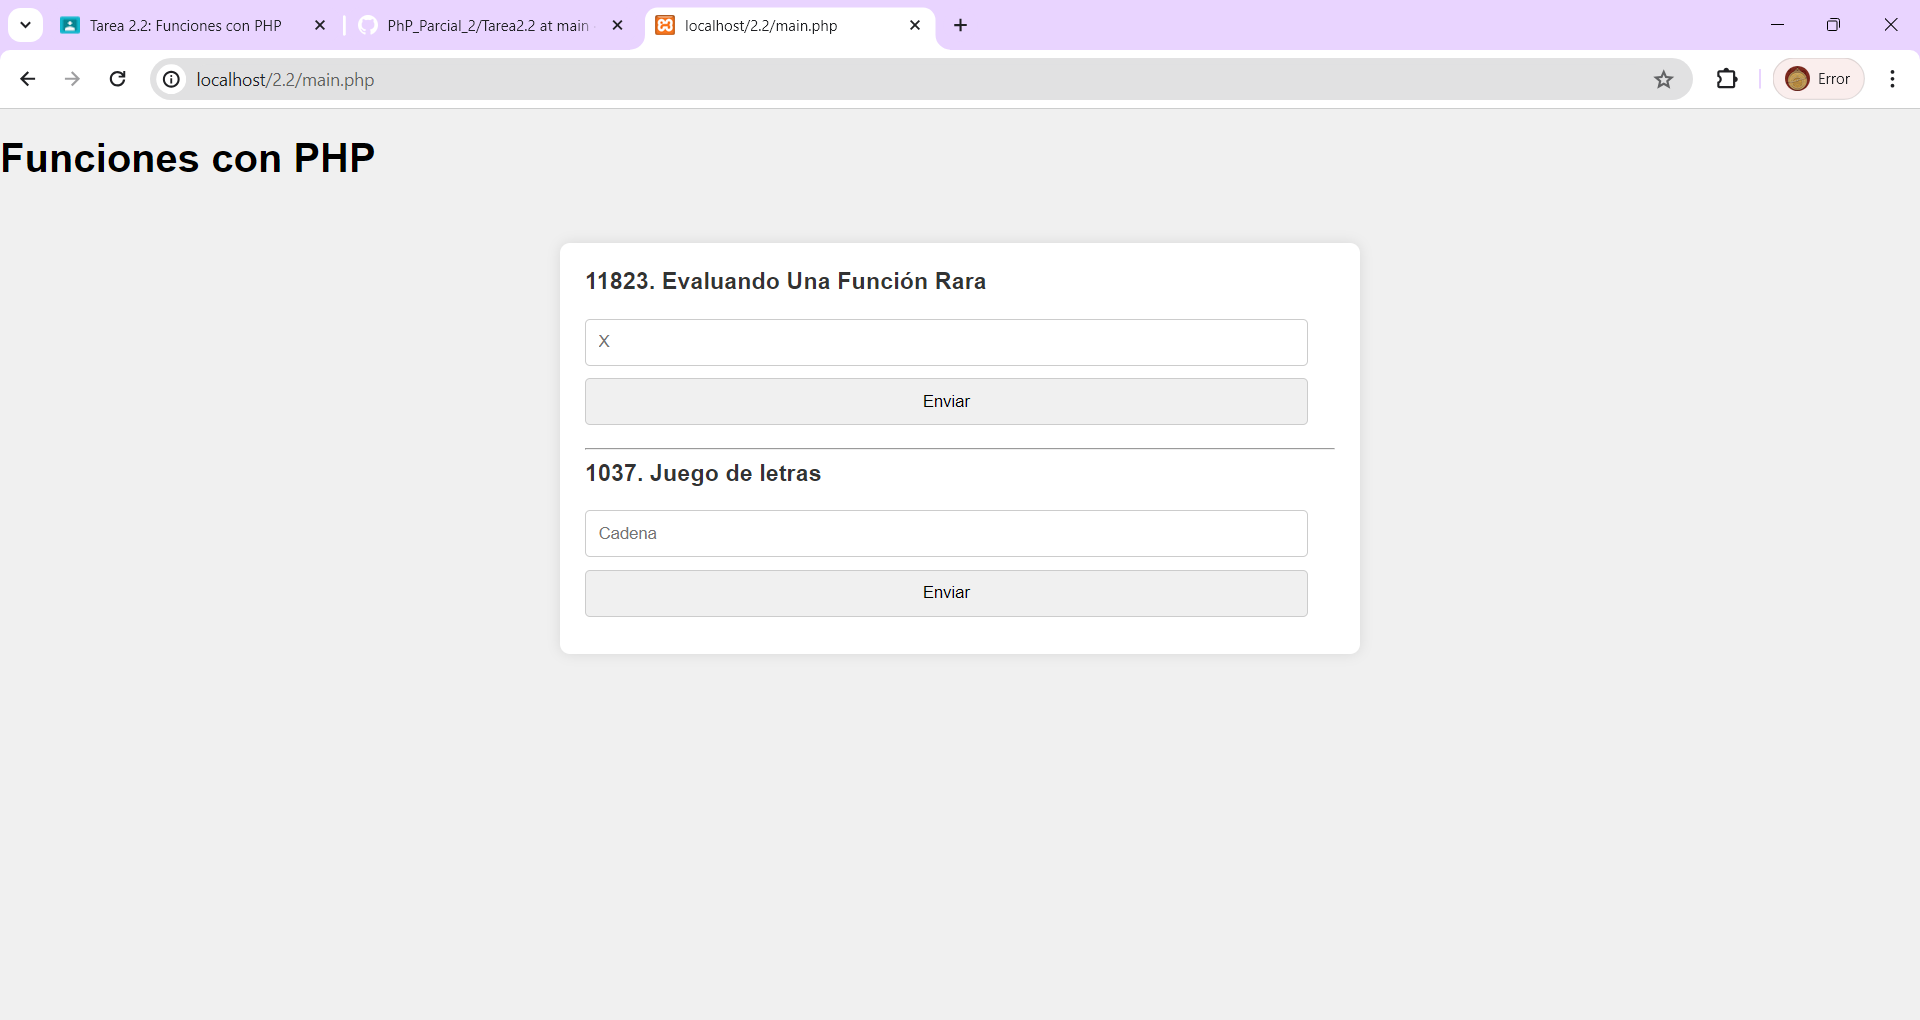 Tarea 2.2: Funciones con PHP
PhP_Parcial_2/Tarea2.2 at main
localhost/2.2/main.php
localhost/2.2/main.php
Error
Funciones con PHP
11823. Evaluando Una Función Rara
X
Enviar
1037. Juego de letras
Cadena
Enviar